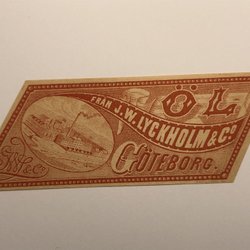 ÖL
FRÅN J.W. LYCKHOLM & Cº
GÖTEBORG.